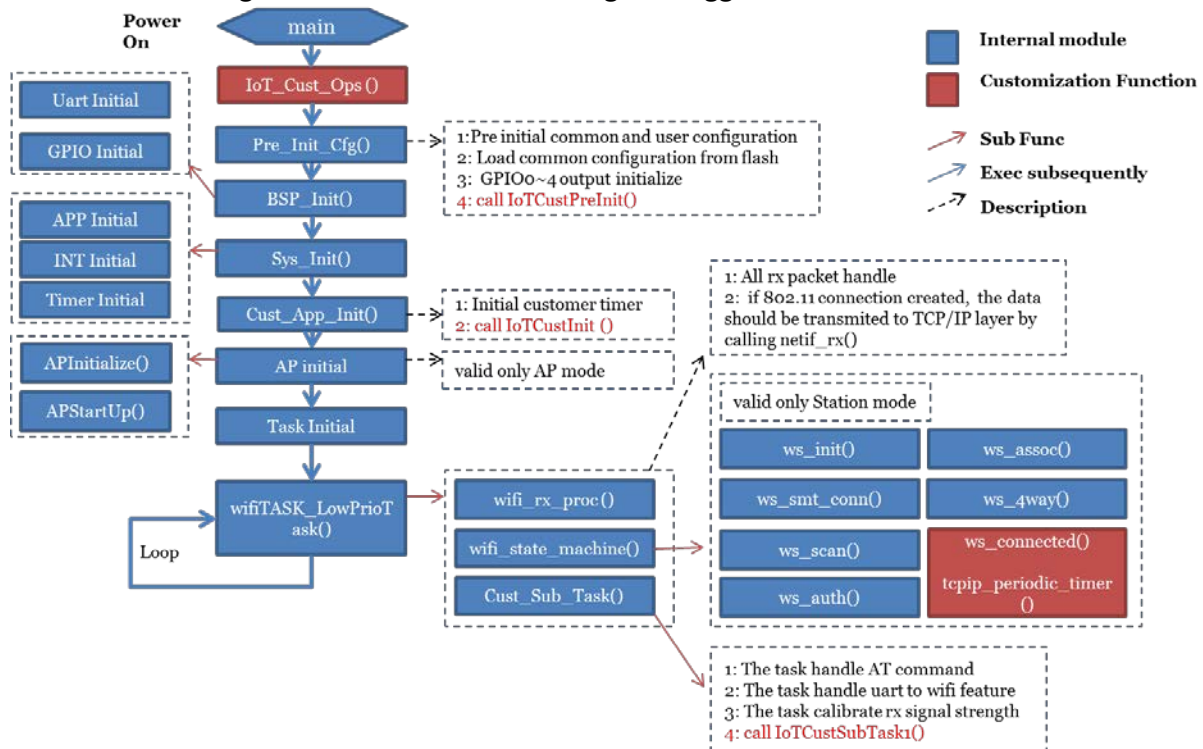 Power
On
main
IoT_Cust_Ops ()
Pre_Init_Cfg()
BSP_Init()
Sys_Init()
Cust_App_Init()
AP initial
Task Initial
wifiTASK_LowPrioT
ask()
Loop
Uart Initial
GPIO Initial
APP Initial
INT Initial
Timer Initial
APInitialize()
APStartUp()
1:Pre initial common and user configuration
2: Load common configuration from flash
3: GPIO0~4 output initialize
4: call IoTCustPreInit()
1: Initial customer timer
2: call IoTCustInit ()
valid only AP mode
Internal module
Customization Function
Sub Func
Exec subsequently
Description
1: All rx packet handle
2: if 802.11 connection created, the data
should be transmited to TCP/IP layer by
calling netif_rx()
wifi_rx_proc()
wifi_state_machine()
Cust_Sub_Task()
valid only Station mode
ws_init()
ws_assoc()
ws_smt_conn()
ws_4way()
ws_scan()
ws_connected()
tcpip_periodic_timer
()
ws_auth()
1: The task handle AT command
2: The task handle uart to wifi feature
3: The task calibrate rx signal strength
4: call IoTCustSubTask1()